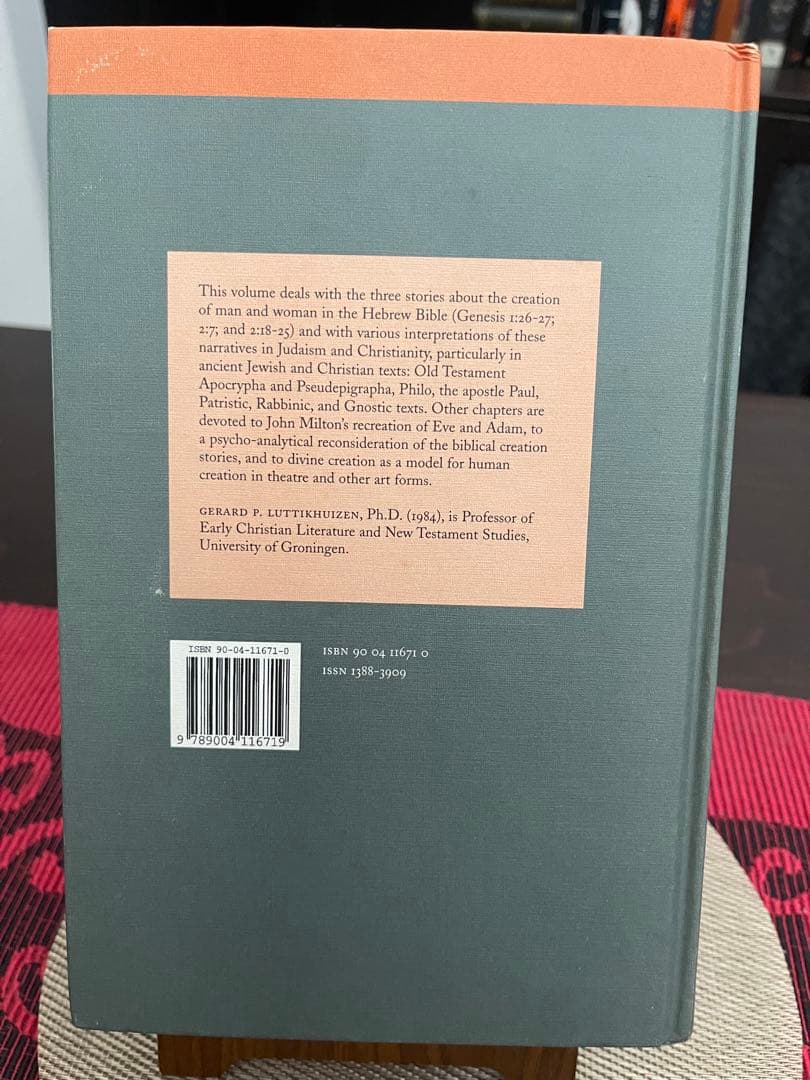 This volume deals with the three stories about the creation
of man and woman in the Hebrew Bible (Genesis 1:26-27;
2:7; and 2:18-25) and with various interpretations of these
narratives in Judaism and Christianity, particularly in
ancient Jewish and Christian texts: Old Testament
Apocrypha and Pseudepigrapha, Philo, the apostle Paul,
Patristic, Rabbinic, and Gnostic texts. Other chapters are
devoted to John Milton's recreation of Eve and Adam, to
a psycho-analytical reconsideration of the biblical creation
stories, and to divine creation as a model for human
creation in theatre and other art forms.
GERARD P. LUTTIKHUIZEN, Ph.D. (1984), is Professor of
Early Christian Literature and New Testament Studies,
University of Groningen.
ISBN 90-04-11671-0
9 789004 116719
ISBN 90 04 11671 0
ISSN 1388-3909